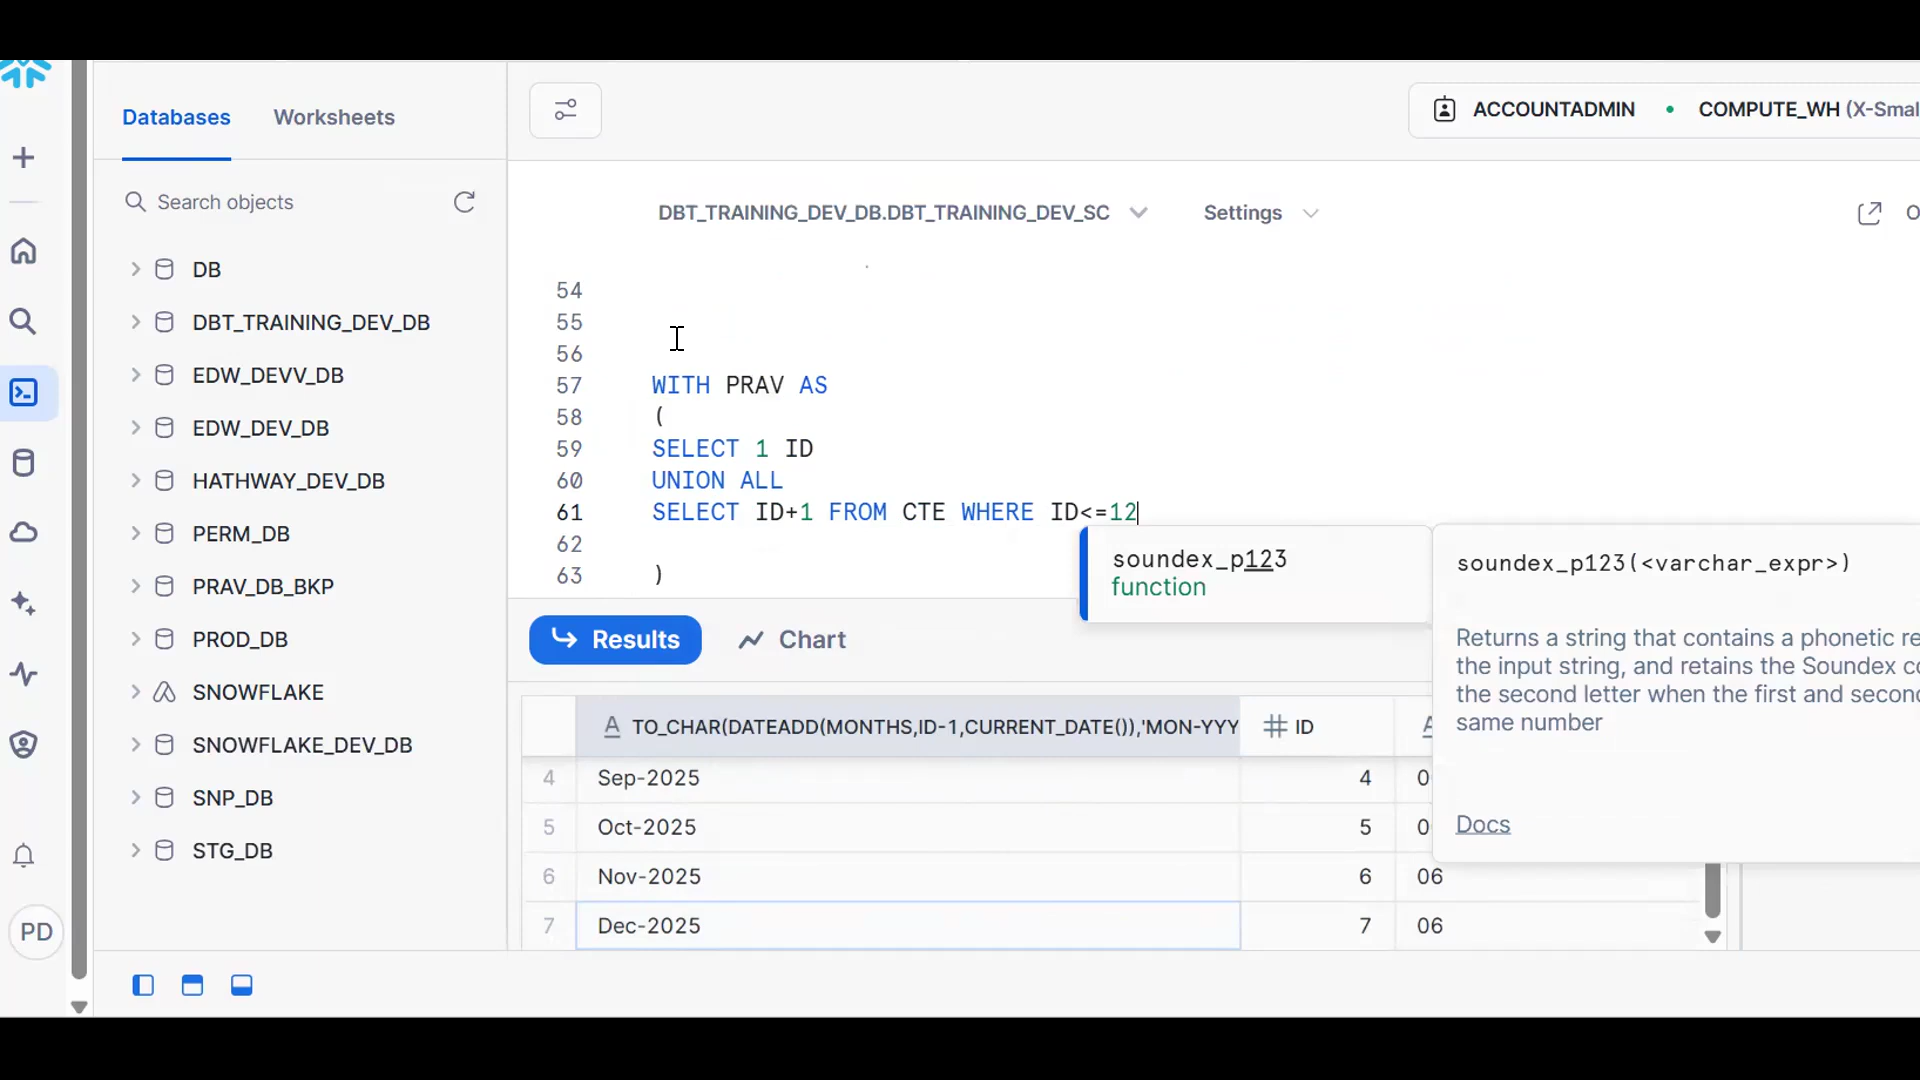 Databases
Worksheets
ACCOUNTADMIN
COMPUTE_WH (X-Smal
Search objects
DBT_TRAINING_DEV_DB.DBT_TRAINING_DEV_SC
Settings
DB
DBT_TRAINING_DEV_DB
EDW_DEVV_DB
EDW_DEV_DB
HATHWAY_DEV_DB
PERM_DB
PRAV_DB_BKP
PROD_DB
SNOWFLAKE
SNOWFLAKE_DEV_DB
SNP_DB
STG_DB
PD
54
55
56
57 WITH PRAV AS
58 (
59 SELECT 1 ID
60 UNION ALL
61 SELECT ID+1 FROM CTE WHERE ID<=12
62
63 )
soundex_p123
function
soundex_p123(<varchar_expr>)
Returns a string that contains a phonetic re
the input string, and retains the Soundex co
the second letter when the first and secon
same number
Docs
Results
Chart
A TO_CHAR(DATEADD(MONTHS,ID-1,CURRENT_DATE()),'MON-YYY
# ID
A
4 Sep-2025 4 0
5 Oct-2025 5 0
6 Nov-2025 6 06
7 Dec-2025 7 06